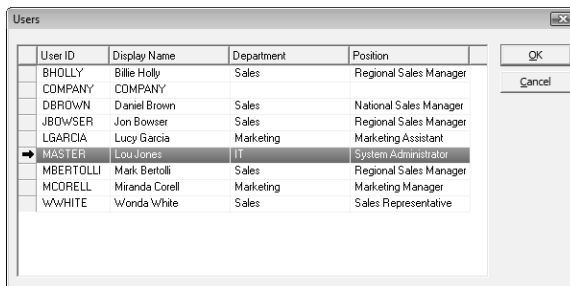 Users
User ID Display Name Department Position
BHOLLY Billie Holly Sales Regional Sales Manager
COMPANY COMPANY
DBROWN Daniel Brown Sales National Sales Manager
JBOWSER Jon Bowser Sales Regional Sales Manager
LGARCIA Lucy Garcia Marketing Marketing Assistant
MASTER Lou Jones IT System Administrator
MBERTOLLI Mark Bertolli Sales Regional Sales Manager
MCORELL Miranda Corell Marketing Marketing Manager
WWHITE Wonda White Sales Sales Representative
OK
Cancel